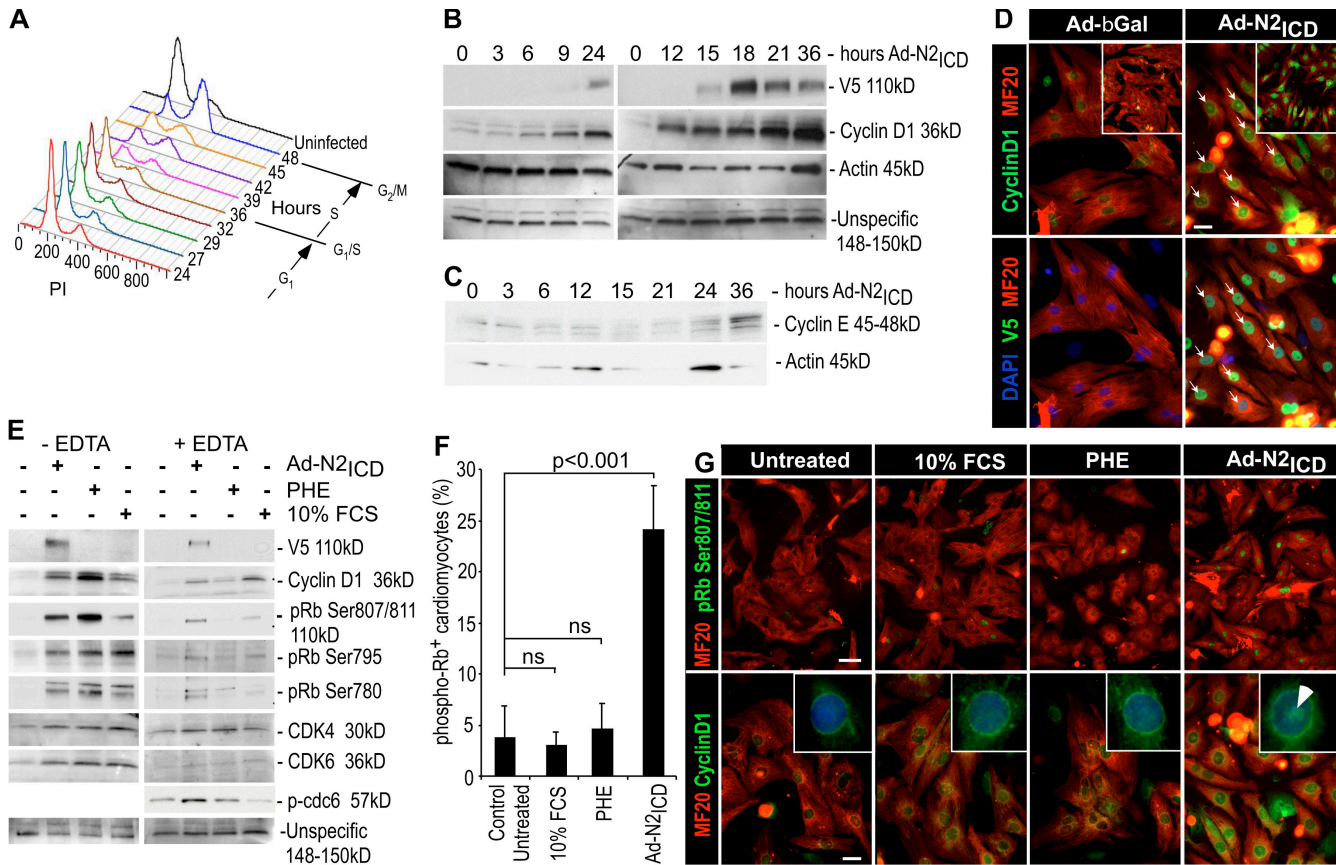 A
Uninfected
48
45
42
39
36
32
29
27
24
Hours
G1
G1/S
S
G2/M
0
200
400
600
800
PI
B
0 3 6 9 24 0 12 15 18 21 36 - hours Ad-N2ICD
- V5 110kD
- Cyclin D1 36kD
- Actin 45kD
-Unspecific
148-150kD
C
0 3 6 12 15 21 24 36 - hours Ad-N2ICD
- Cyclin E 45-48kD
- Actin 45kD
D
Ad-bGal Ad-N2ICD
CyclinD1 MF20
DAPI V5 MF20
E
- EDTA + EDTA
- + - - - + - - Ad-N2ICD
- - + - - - + - PHE
- - - + - - - + 10% FCS
- V5 110kD
- Cyclin D1 36kD
- pRb Ser807/811
110kD
- pRb Ser795
- pRb Ser780
- CDK4 30kD
- CDK6 36kD
- p-cdc6 57kD
-Unspecific
148-150kD
F
phospho-Rb+ cardiomyocytes (%)
30
25
20
15
10
5
0
p<0.001
ns
ns
Control
Untreated
10% FCS
PHE
Ad-N2ICD
G
Untreated 10% FCS PHE Ad-N2ICD
MF20 pRb Ser807/811
MF20 CyclinD1